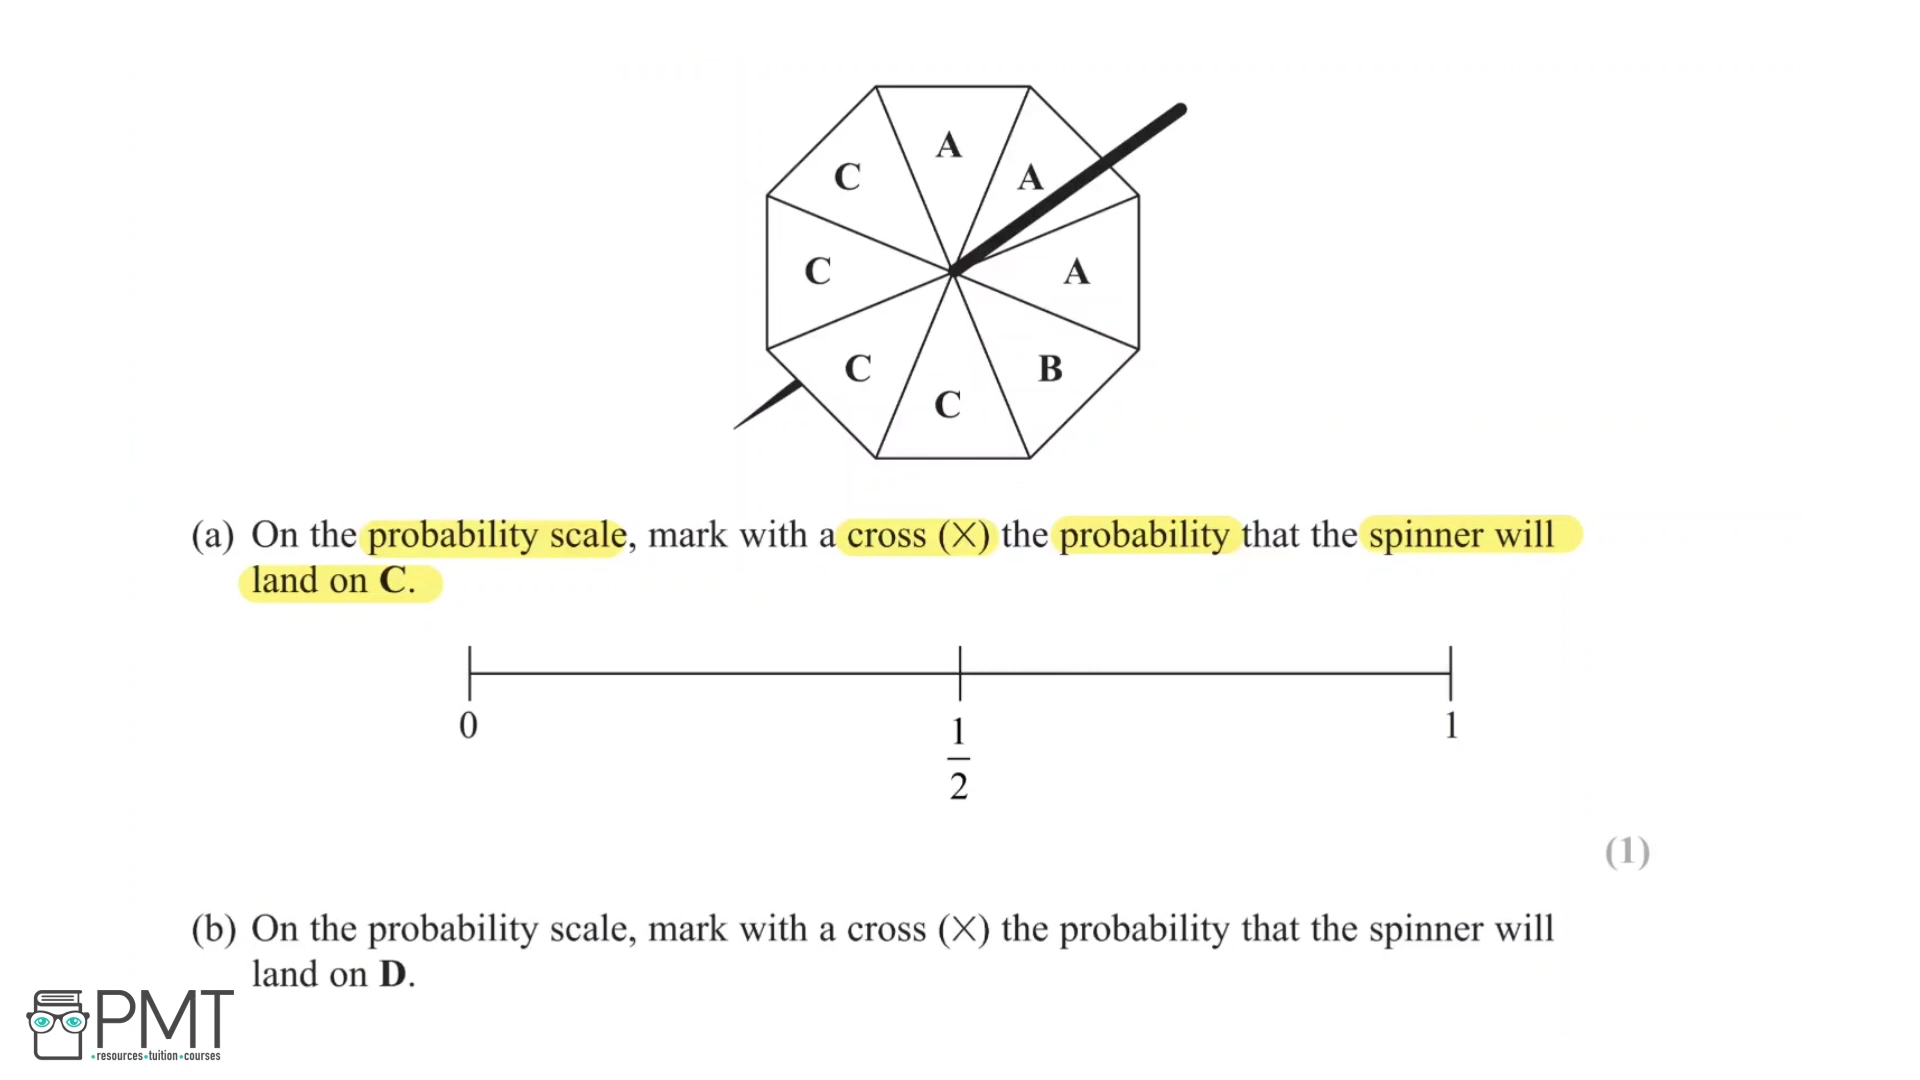 A
C
A
C
A
C
B
C
(a) On the probability scale, mark with a cross (×) the probability that the spinner will
land on C.
0
1
2
1
(1)
(b) On the probability scale, mark with a cross (×) the probability that the spinner will
land on D.
PMT
•resources•tuition•courses